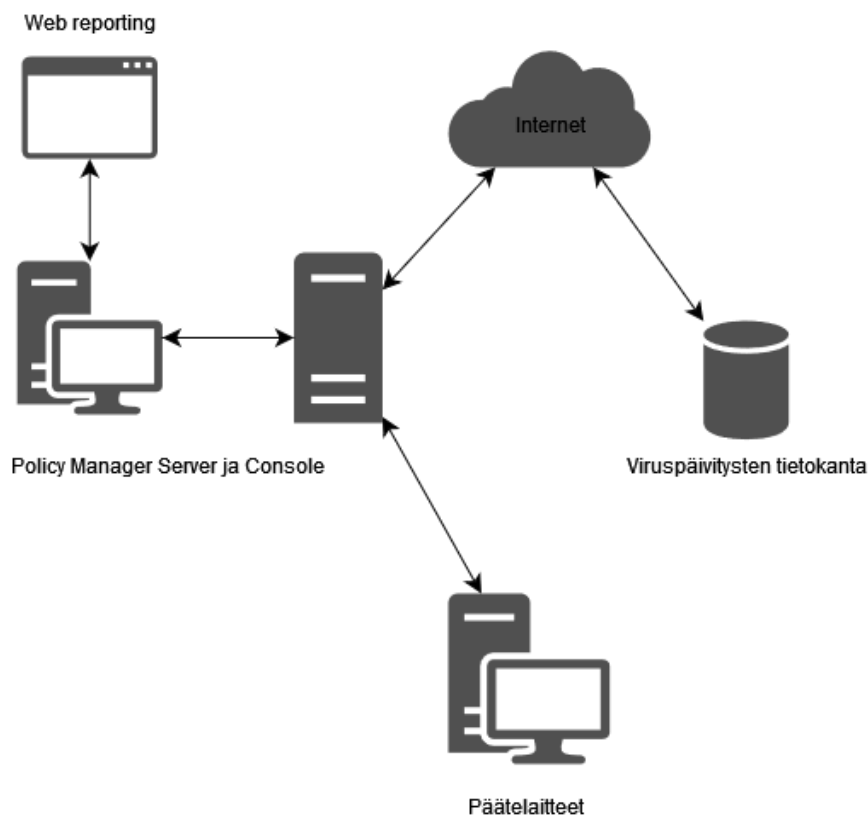 Web reporting
Internet
Policy Manager Server ja Console
Viruspäivitysten tietokanta
Päätelaitteet